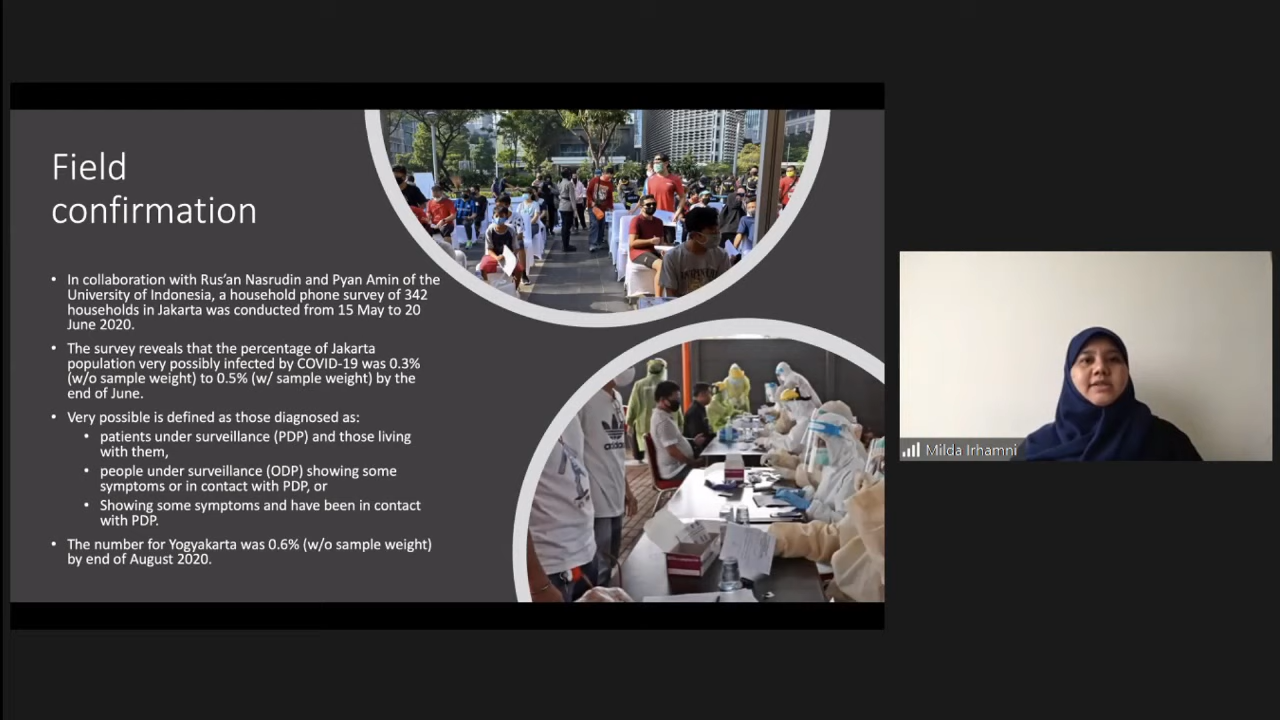 Field
confirmation
• In collaboration with Rus'an Nasrudin and Pyan Amin of the
University of Indonesia, a household phone survey of 342
households in Jakarta was conducted from 15 May to 20
June 2020.
• The survey reveals that the percentage of Jakarta
population very possibly infected by COVID-19 was 0.3%
(w/o sample weight) to 0.5% (w/ sample weight) by the
end of June.
• Very possible is defined as those diagnosed as:
• patients under surveillance (PDP) and those living
with them,
• people under surveillance (ODP) showing some
symptoms or in contact with PDP, or
• Showing some symptoms and have been in contact
with PDP.
• The number for Yogyakarta was 0.6% (w/o sample weight)
by end of August 2020.
adidas
Milda Irhamni